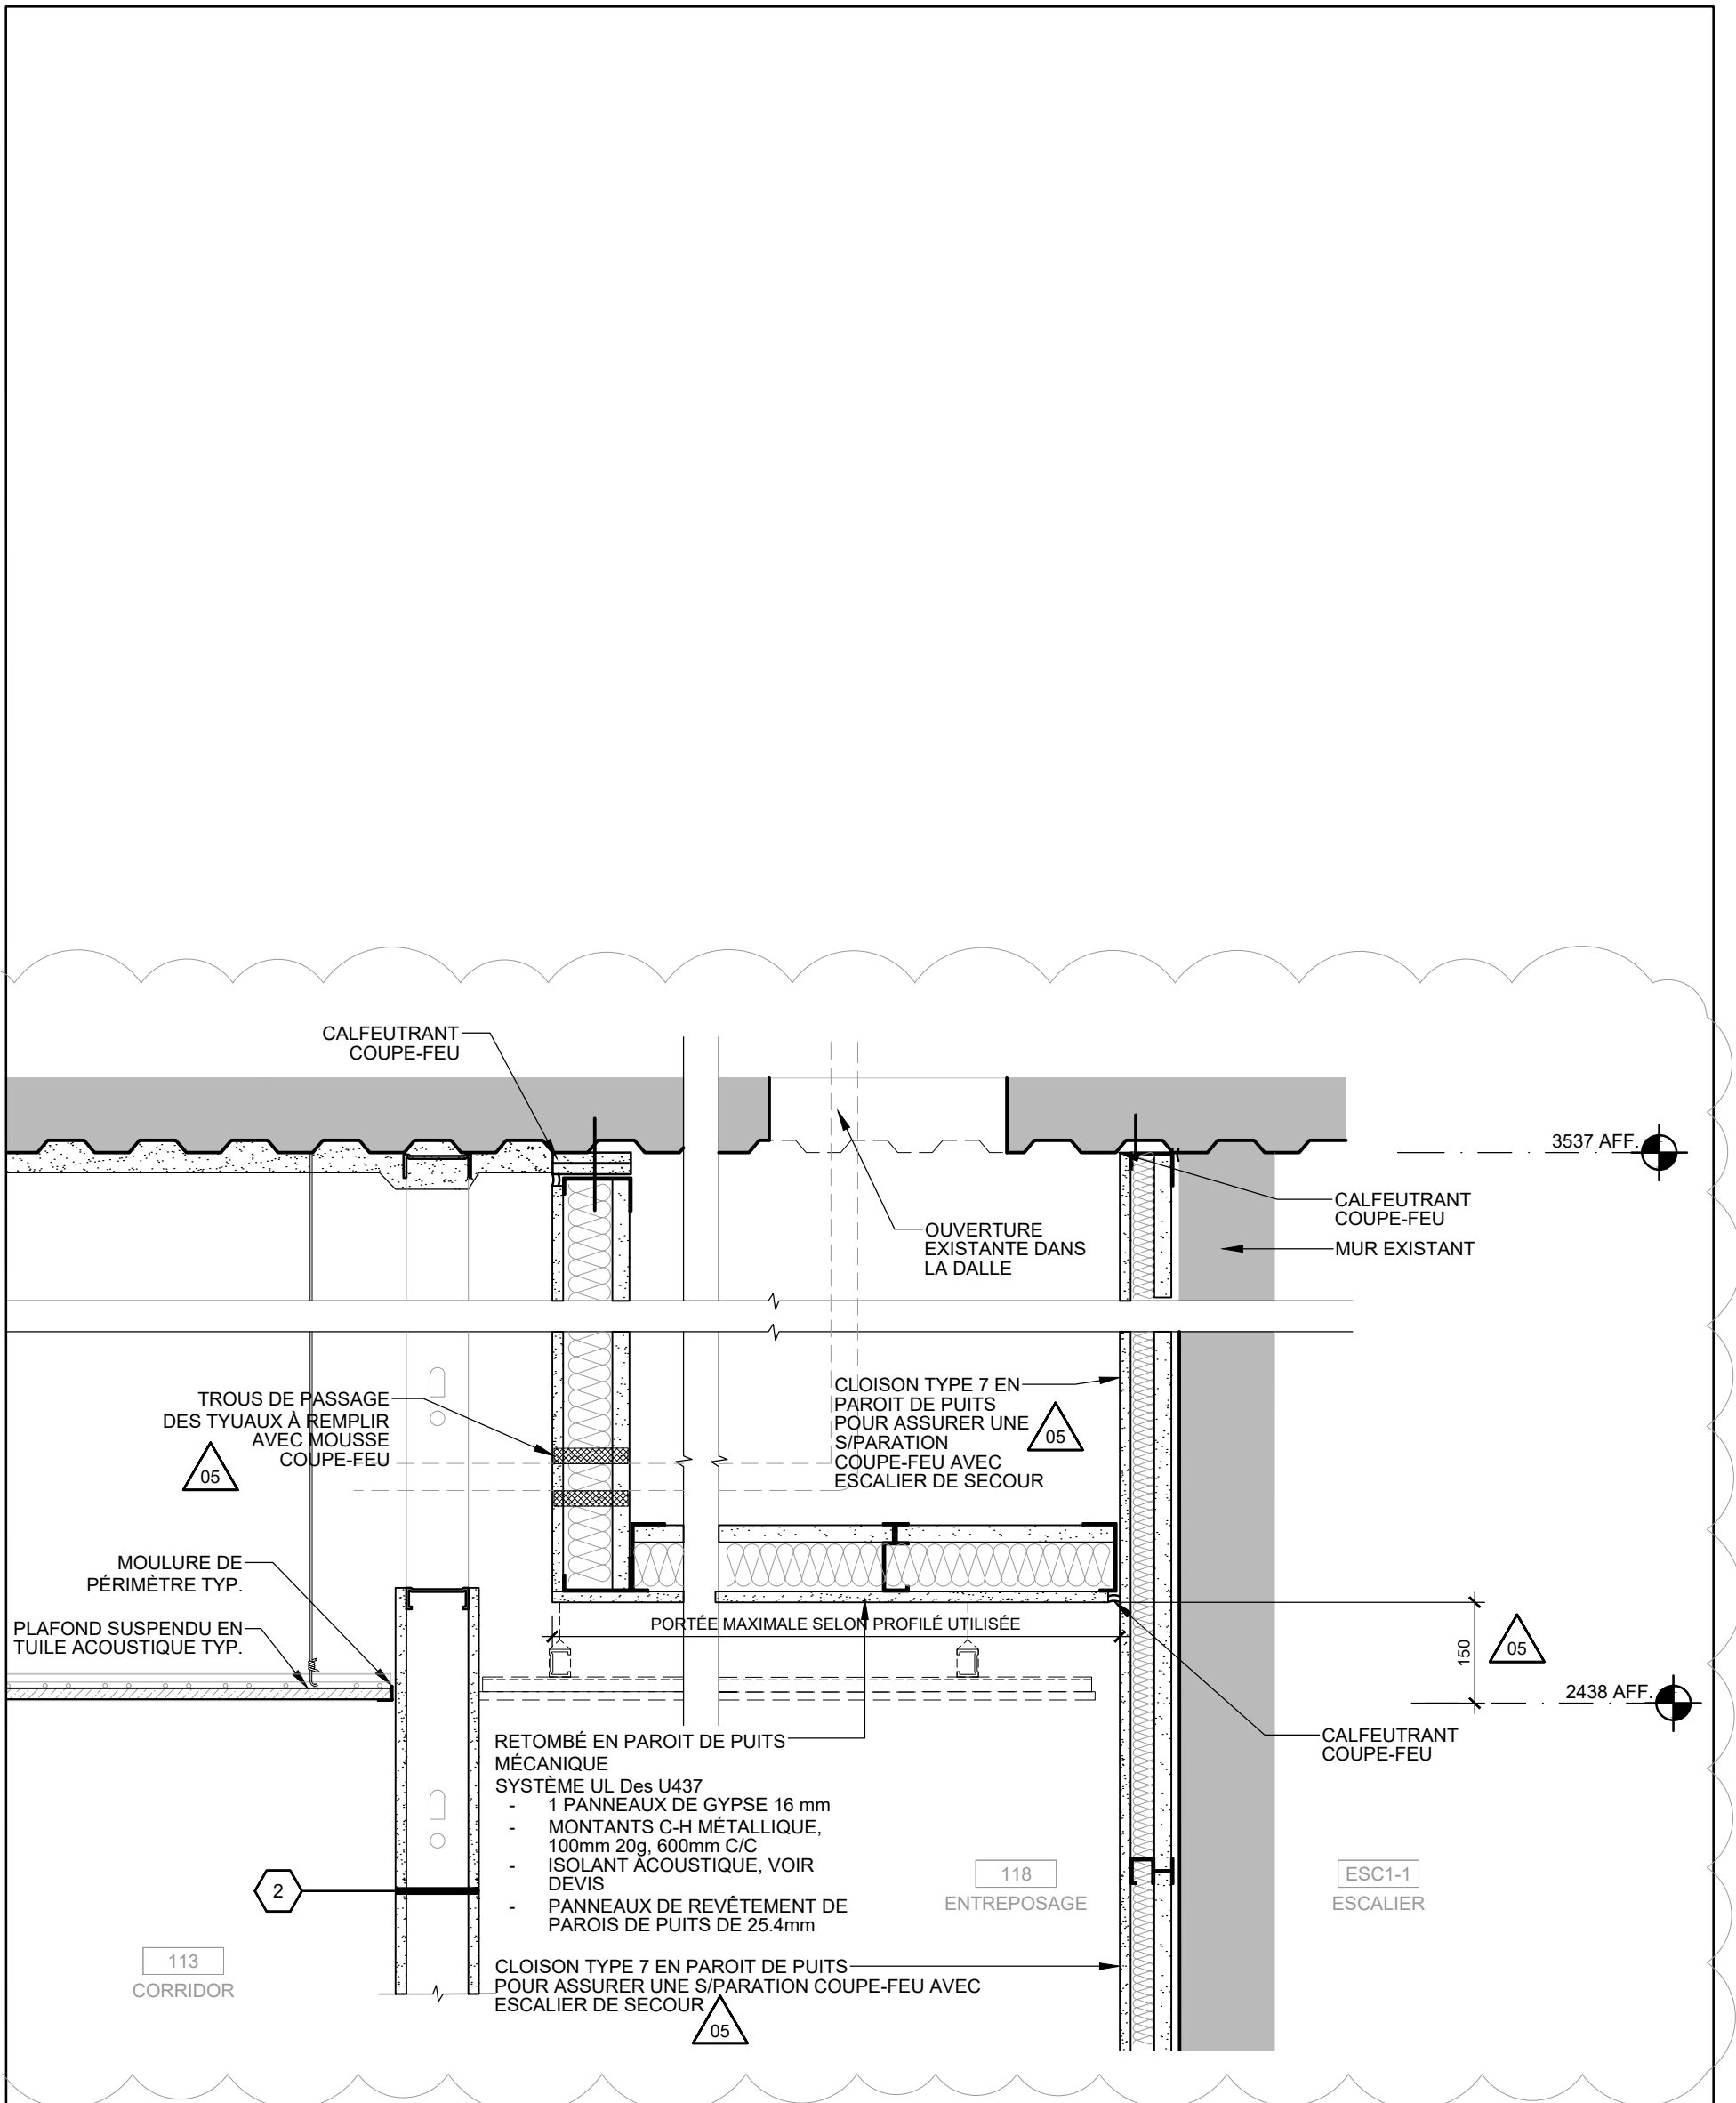 CALFEUTRANT
COUPE-FEU
3537 AFF.
CALFEUTRANT
COUPE-FEU
MUR EXISTANT
OUVERTURE
EXISTANTE DANS
LA DALLE
TROUS DE PASSAGE
DES TYUAUX À REMPLIR
AVEC MOUSSE
COUPE-FEU
05
CLOISON TYPE 7 EN
PAROIT DE PUITS
POUR ASSURER UNE
S/PARATION
COUPE-FEU AVEC
ESCALIER DE SECOUR
05
MOULURE DE
PÉRIMÈTRE TYP.
PLAFOND SUSPENDU EN
TUILE ACOUSTIQUE TYP.
PORTÉE MAXIMALE SELON PROFILÉ UTILISÉE
150
05
2438 AFF.
CALFEUTRANT
COUPE-FEU
RETOMBÉ EN PAROIT DE PUITS
MÉCANIQUE
SYSTÈME UL Des U437
- 1 PANNEAUX DE GYPSE 16 mm
- MONTANTS C-H MÉTALLIQUE,
100mm 20g, 600mm C/C
- ISOLANT ACOUSTIQUE, VOIR
DEVIS
- PANNEAUX DE REVÊTEMENT DE
PAROIS DE PUITS DE 25.4mm
2
118
ENTREPOSAGE
ESC1-1
ESCALIER
113
CORRIDOR
CLOISON TYPE 7 EN PAROIT DE PUITS
POUR ASSURER UNE S/PARATION COUPE-FEU AVEC
ESCALIER DE SECOUR
05